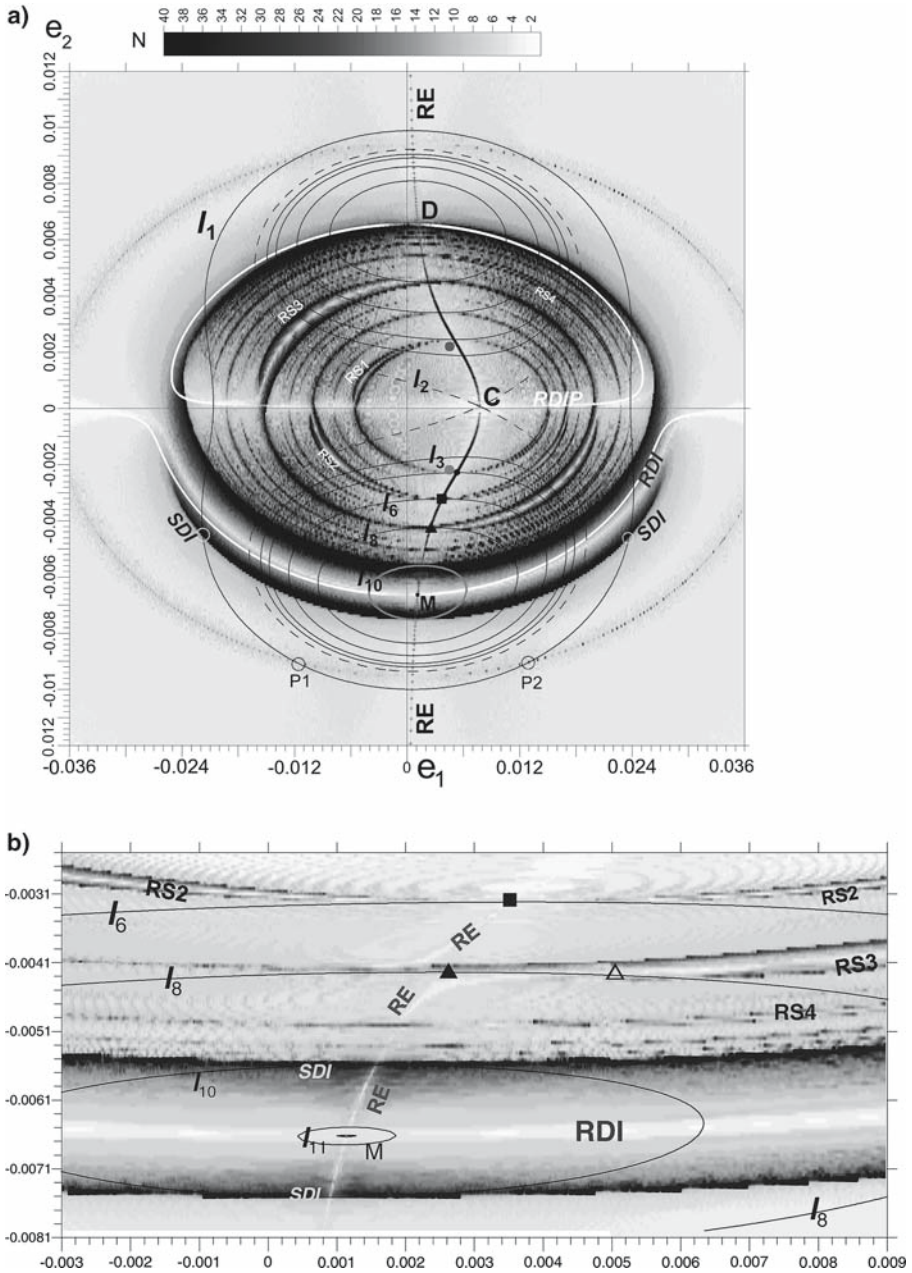 a)
e2
N
40 38 36 34 32 30 28 26 24 22 20 18 16 14 12 10 8 6 4 2
0.012
0.01
0.008
0.006
0.004
0.002
0
-0.002
-0.004
-0.006
-0.008
-0.01
-0.012
RE
D
I1
RS3
RS4
RS1
I2
C
RDIP
RS2
I3
I6
I8
RDI
SDI
SDI
I10
M
P1
P2
RE
-0.036 -0.024 -0.012 0 e1 0.012 0.024 0.036
b)
-0.0031
-0.0041
-0.0051
-0.0061
-0.0071
-0.0081
RS2
RS2
I6
RE
I8
RS3
RE
RS4
SDI
I10
RE
RDI
I11
M
SDI
I8
-0.003 -0.002 -0.001 0 0.001 0.002 0.003 0.004 0.005 0.006 0.007 0.008 0.009